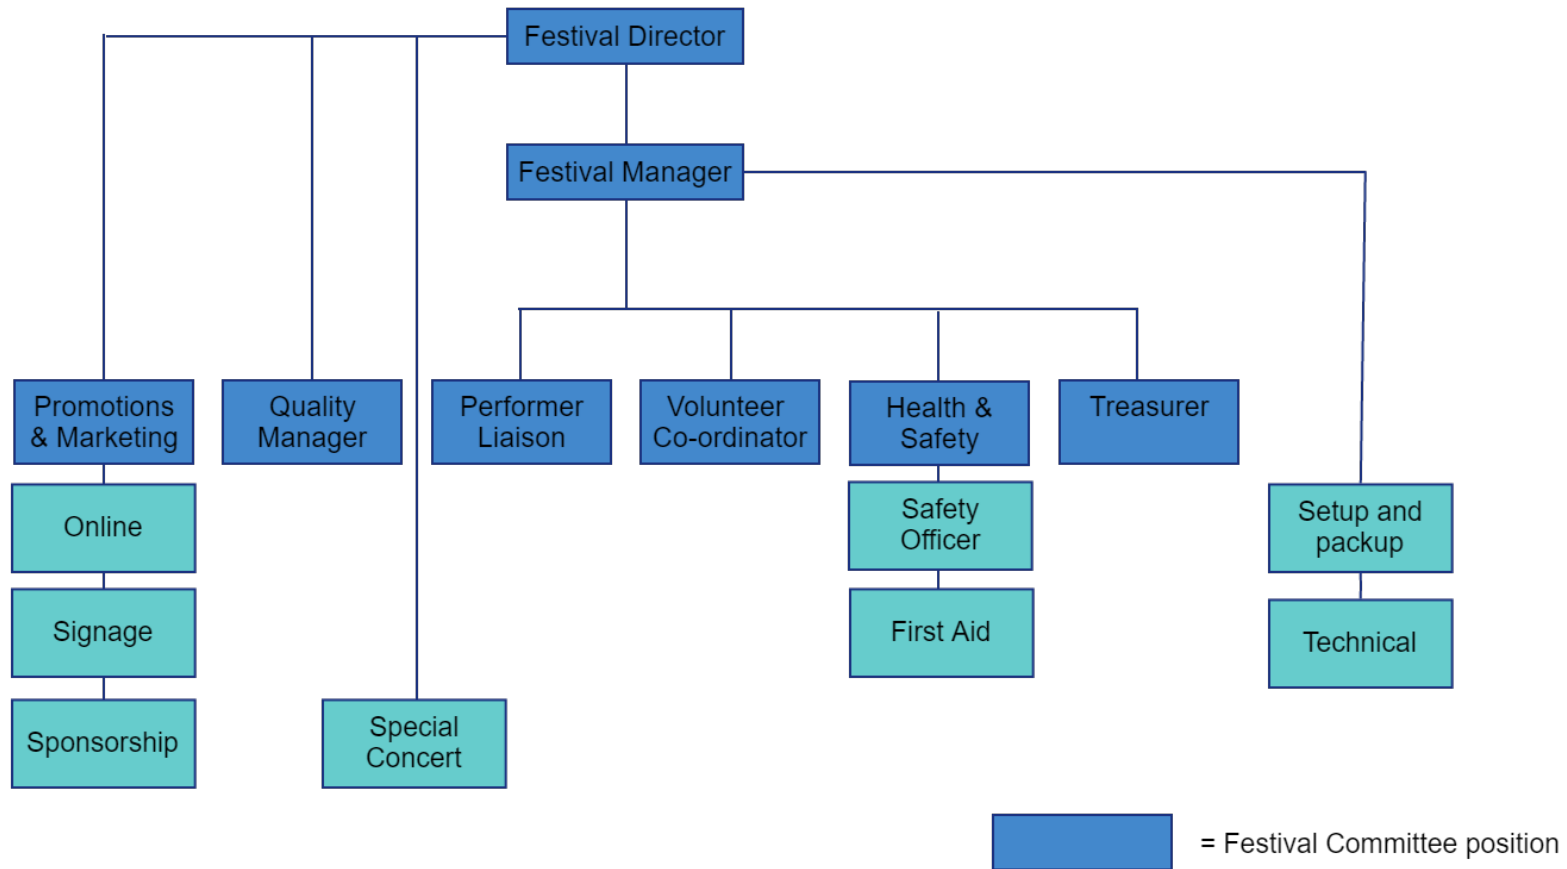 Festival Director
Festival Manager
Promotions
& Marketing
Quality
Manager
Performer
Liaison
Volunteer
Co-ordinator
Health &
Safety
Treasurer
Online
Safety
Officer
Setup and
packup
Signage
First Aid
Technical
Sponsorship
Special
Concert
= Festival Committee position